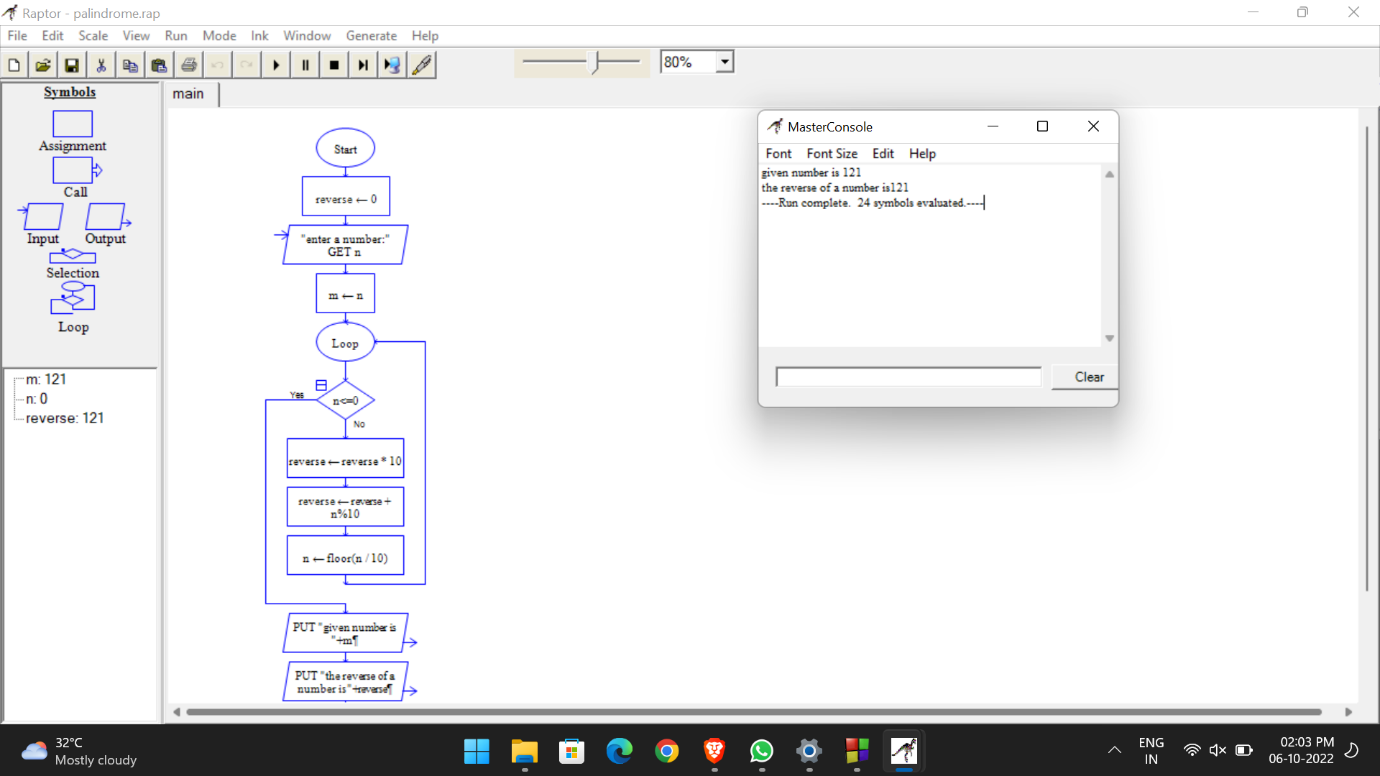 Raptor - palindrome.rap
File Edit Scale View Run Mode Ink Window Generate Help
80%
Symbols
Assignment
Call
Input Output
Selection
Loop
m: 121
n: 0
reverse: 121
main
Start
reverse ← 0
"enter a number:"
GET n
m ← n
Loop
Yes
n<=0
No
reverse ← reverse * 10
reverse ← reverse +
n%10
n ← floor(n / 10)
PUT "given number is
"+m¶
PUT "the reverse of a
number is"+reverse¶
MasterConsole
Font Font Size Edit Help
given number is 121
the reverse of a number is121
----Run complete.  24 symbols evaluated.----
Clear
32°C
Mostly cloudy
ENG
IN
02:03 PM
06-10-2022